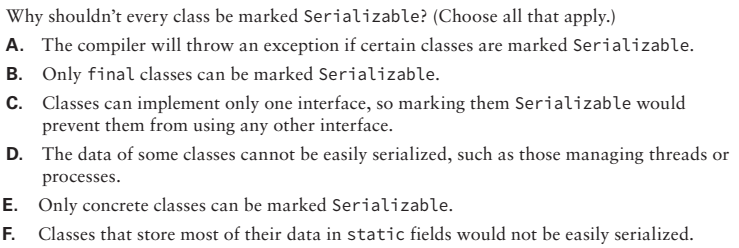 Why shouldn’t every class be marked Serializable? (Choose all that apply.)
A. The compiler will throw an exception if certain classes are marked Serializable.
B. Only final classes can be marked Serializable.
C. Classes can implement only one interface, so marking them Serializable would
prevent them from using any other interface.
D. The data of some classes cannot be easily serialized, such as those managing threads or
processes.
E. Only concrete classes can be marked Serializable.
F. Classes that store most of their data in static fields would not be easily serialized.